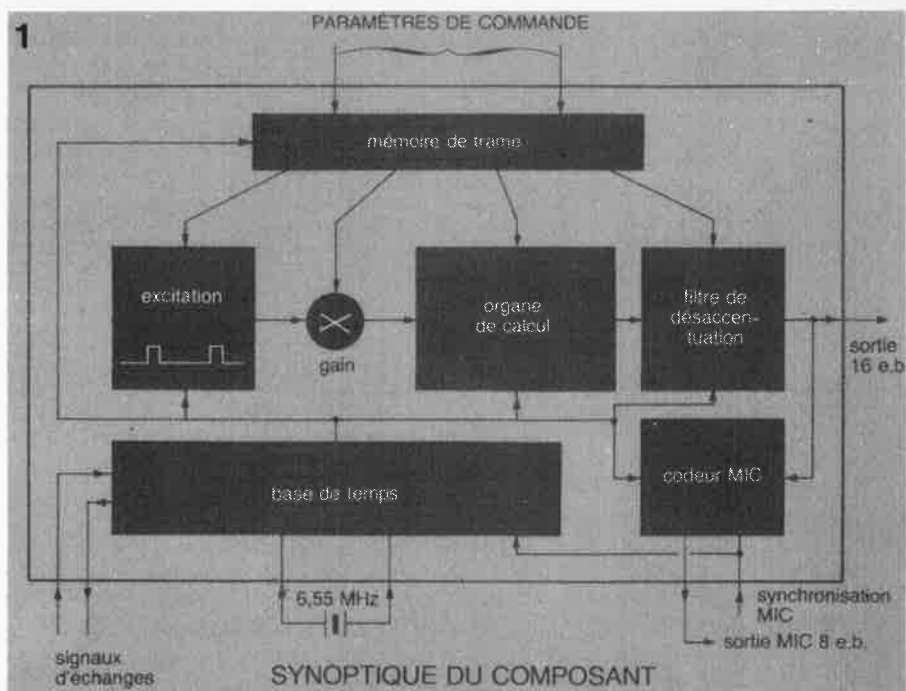 1
PARAMÈTRES DE COMMANDE
mémoire de trame
excitation
gain
organe
de calcul
filtre de
désaccen-
tuation
sortie
16 e.b.
base de temps
codeur MIC
6,55 MHz
synchronisation
MIC
sortie MIC 8 e.b.
signaux
d'échanges
SYNOPTIQUE DU COMPOSANT